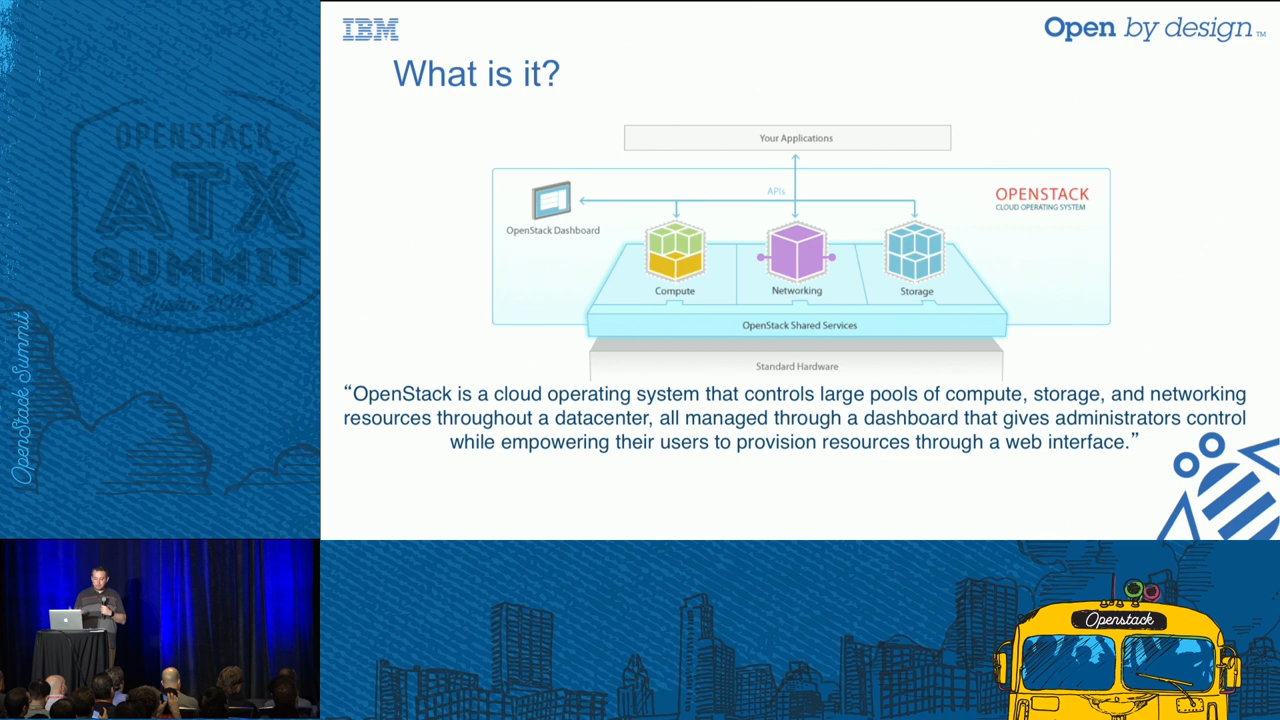 IBM
Open by design™
What is it?
Your Applications
APIs
OPENSTACK
CLOUD OPERATING SYSTEM
OpenStack Dashboard
Compute
Networking
Storage
OpenStack Shared Services
Standard Hardware
“OpenStack is a cloud operating system that controls large pools of compute, storage, and networking
resources throughout a datacenter, all managed through a dashboard that gives administrators control
while empowering their users to provision resources through a web interface.”
OPENSTACK
ATX
SUMMIT
OpenStack Summit
Openstack